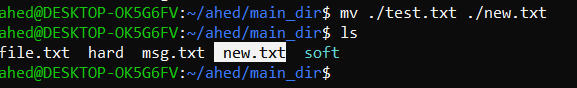 ahed@DESKTOP-OK5G6FV:~/ahed/main_dir$ mv ./test.txt ./new.txt
ahed@DESKTOP-OK5G6FV:~/ahed/main_dir$ ls
file.txt  hard  msg.txt  new.txt  soft
ahed@DESKTOP-OK5G6FV:~/ahed/main_dir$